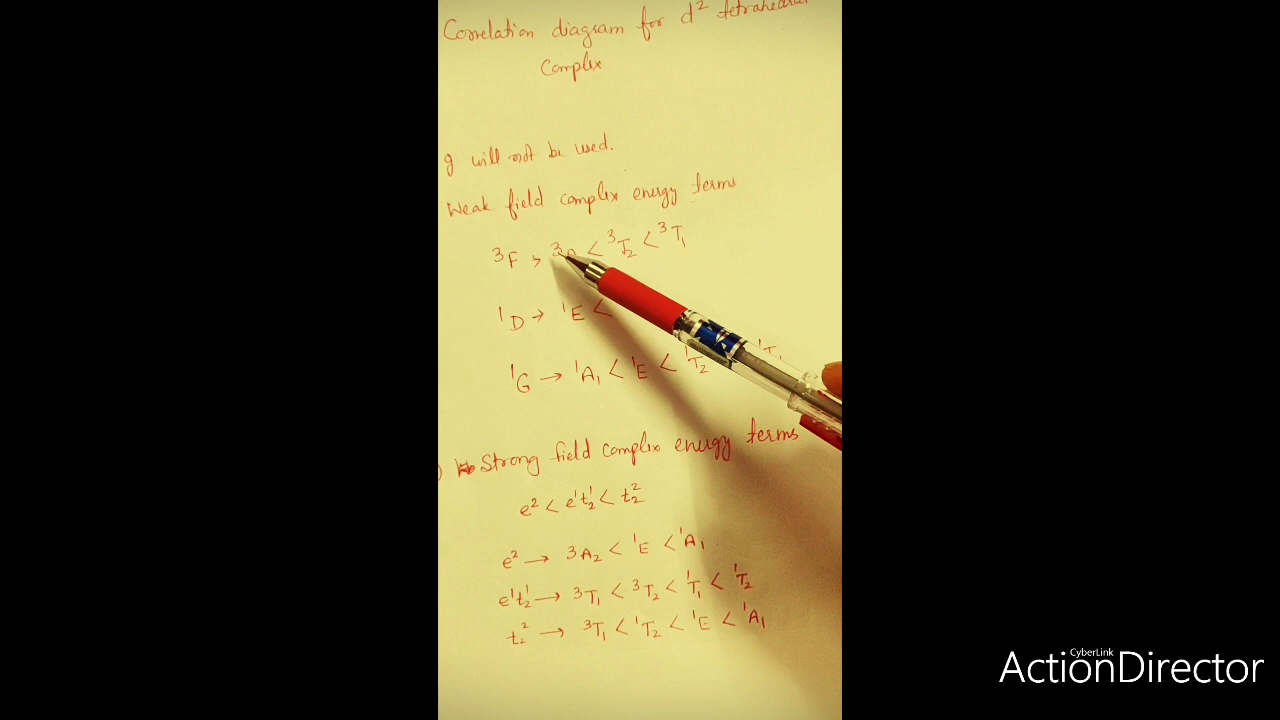 Correlation diagram for d² tetrahedral
Complex
g will not be used.
Weak field complex energy terms
³F → ³A < ³T₂ < ³T₁
¹D → ¹E <
¹G → ¹A₁ < ¹E < ¹T₂ ¹T₁
Strong field complex energy terms
e² < e¹t₂¹ < t₂²
e² → ³A₂ < ¹E < ¹A₁
e¹t₂¹ → ³T₁ < ³T₂ < ¹T₁ < ¹T₂
t₂² → ³T₁ < ¹T₂ < ¹E < ¹A₁
CyberLink
ActionDirector